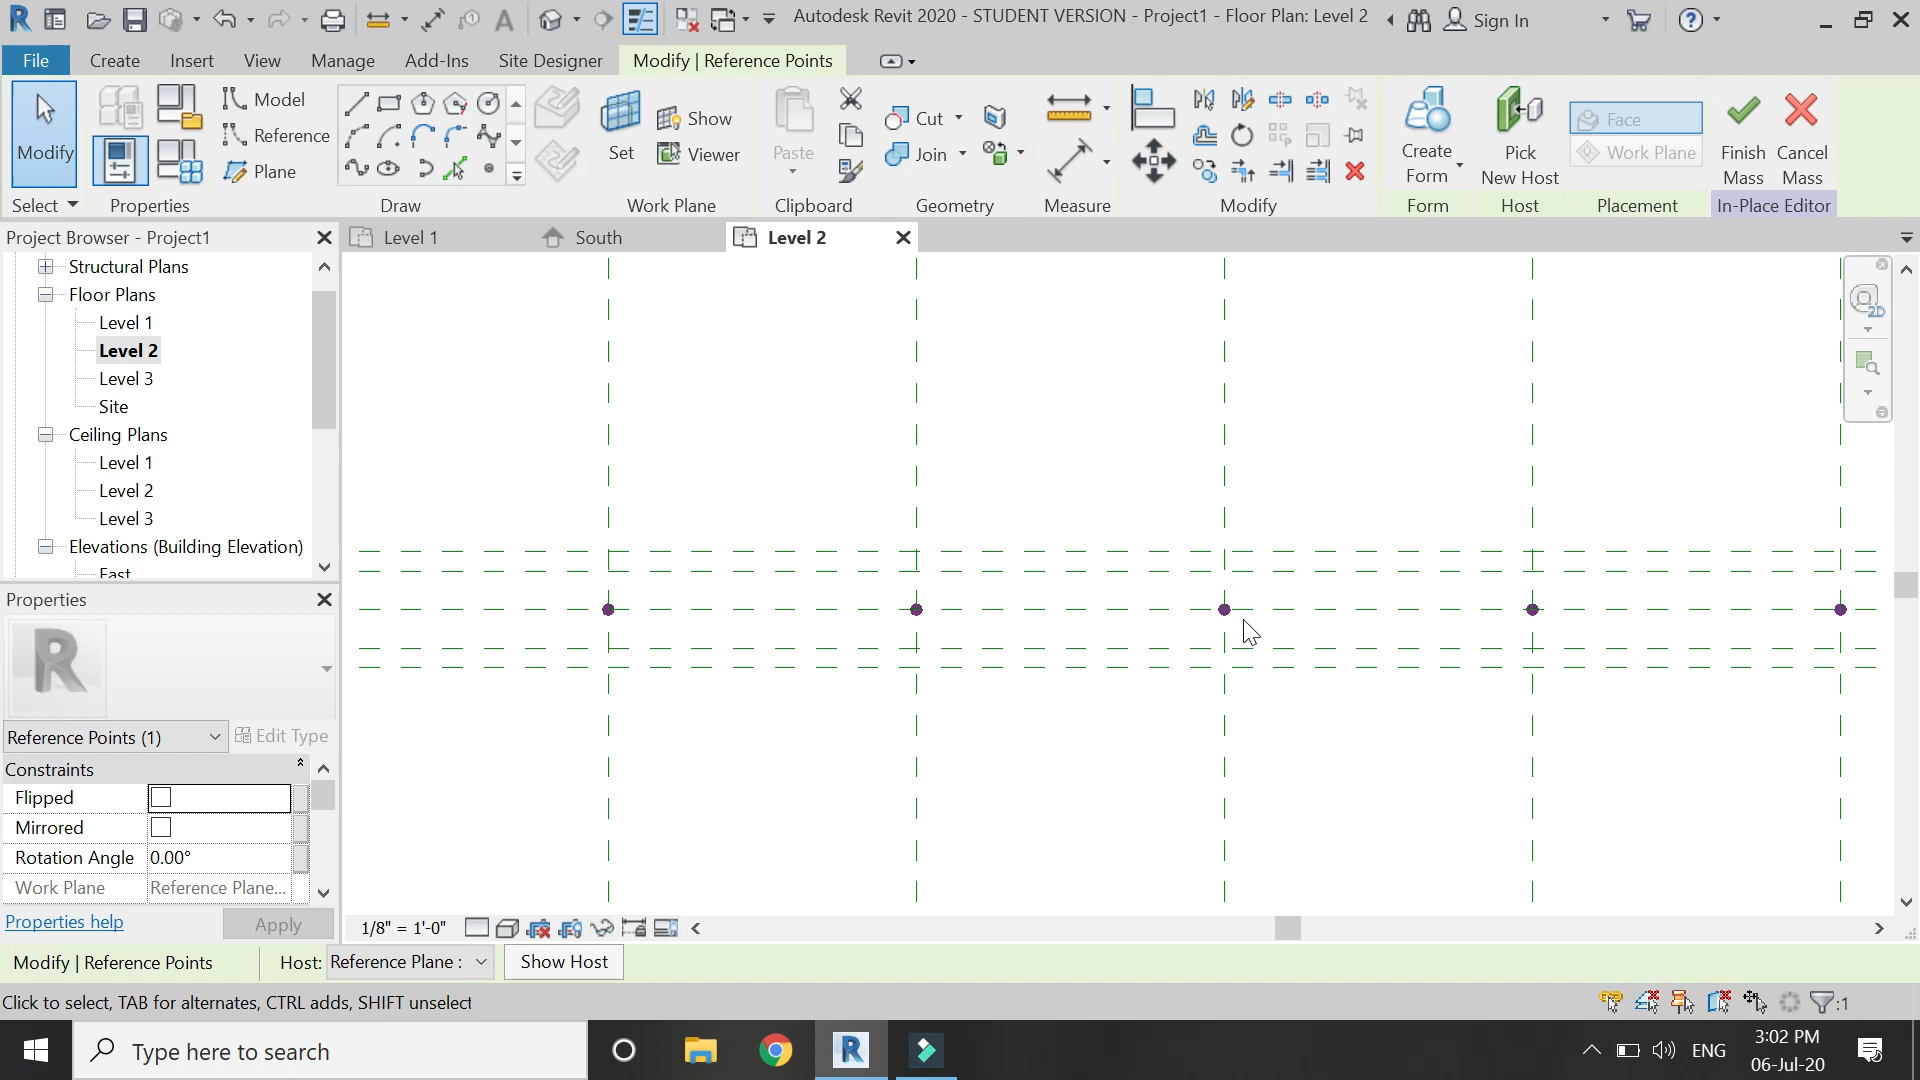 Autodesk Revit 2020 - STUDENT VERSION - Project1 - Floor Plan: Level 2
Sign In
File Create Insert View Manage Add-Ins Site Designer Modify | Reference Points
Modify
Model
Reference
Plane
Set
Show
Viewer
Paste
Cut
Join
Create Form
Pick New Host
Face
Work Plane
Finish Mass
Cancel Mass
Select Properties Draw Work Plane Clipboard Geometry Measure Modify Form Host Placement In-Place Editor
Project Browser - Project1
Level 1 South Level 2
Structural Plans
Floor Plans
Level 1
Level 2
Level 3
Site
Ceiling Plans
Level 1
Level 2
Level 3
Elevations (Building Elevation)
East
2D
Properties
R
Reference Points (1)
Edit Type
Constraints
Flipped
Mirrored
Rotation Angle 0.00°
Work Plane Reference Plane...
Properties help Apply
1/8" = 1'-0"
Modify | Reference Points Host: Reference Plane : Show Host
Click to select, TAB for alternates, CTRL adds, SHIFT unselect
:1
Type here to search
ENG
3:02 PM
06-Jul-20